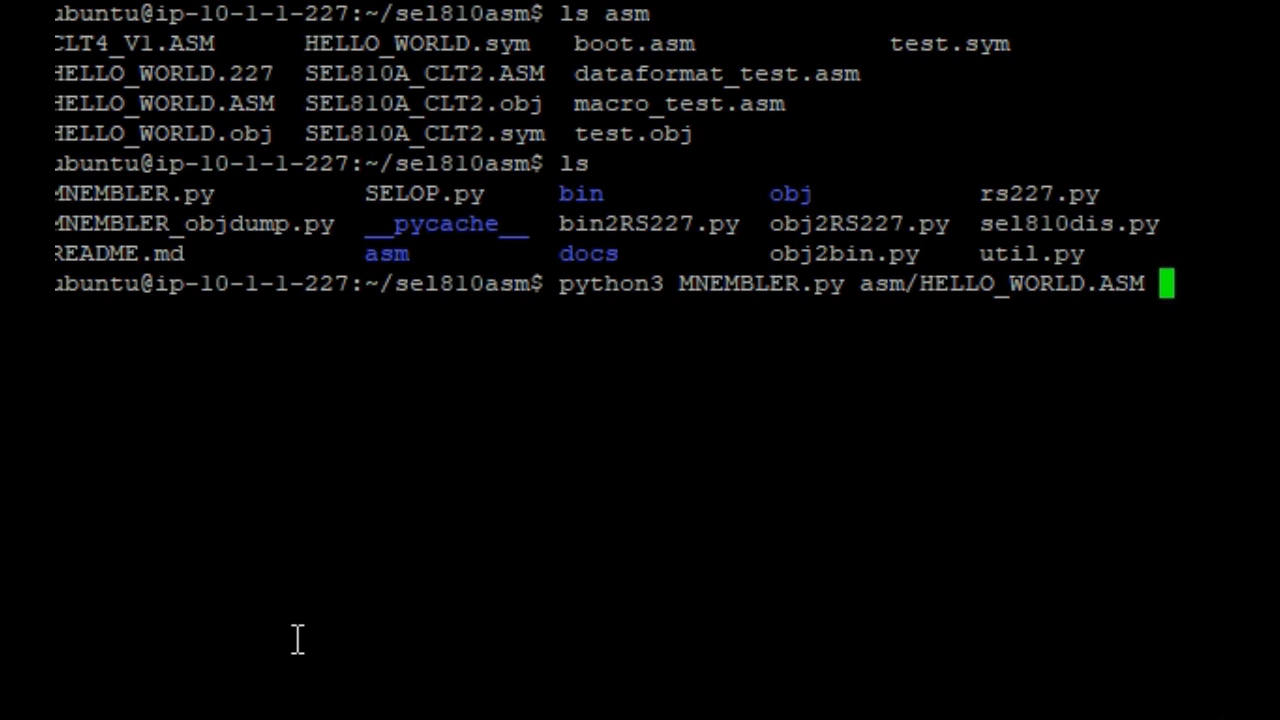 ubuntu@ip-10-1-1-227:~/sel810asm$ ls asm
CLT4_V1.ASM HELLO_WORLD.sym boot.asm test.sym
HELLO_WORLD.227 SEL810A_CLT2.ASM dataformat_test.asm
HELLO_WORLD.ASM SEL810A_CLT2.obj macro_test.asm
HELLO_WORLD.obj SEL810A_CLT2.sym test.obj
ubuntu@ip-10-1-1-227:~/sel810asm$ ls
MNEMBLER.py SELOP.py bin obj rs227.py
MNEMBLER_objdump.py __pycache__ bin2RS227.py obj2RS227.py sel810dis.py
README.md asm docs obj2bin.py util.py
ubuntu@ip-10-1-1-227:~/sel810asm$ python3 MNEMBLER.py asm/HELLO_WORLD.ASM